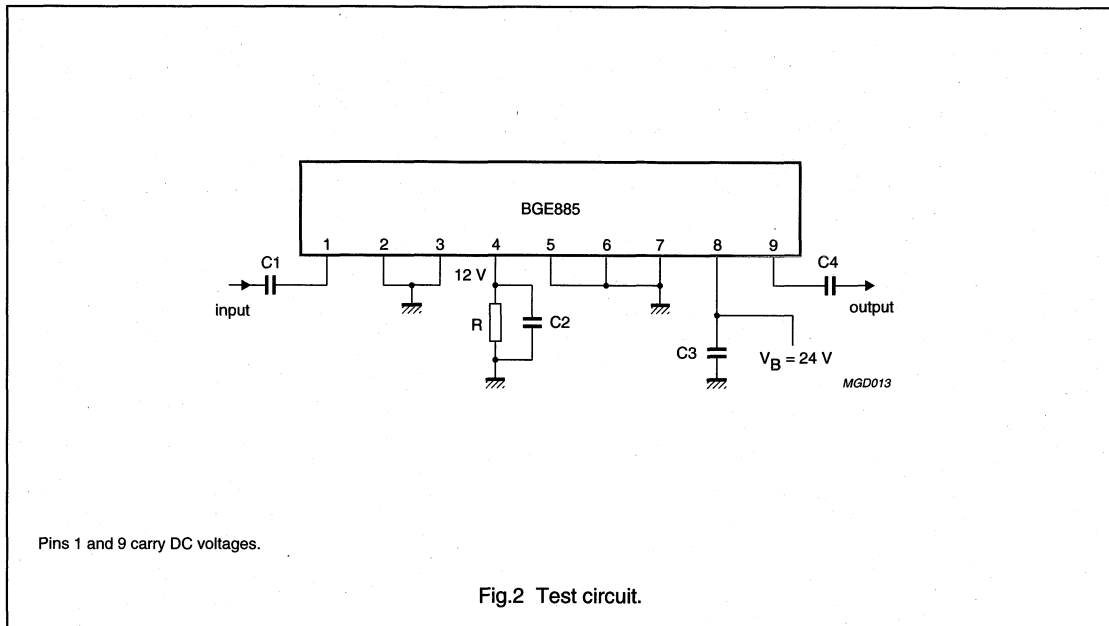 BGE885
1 2 3 4 5 6 7 8 9
C1
12 V
C4
input
R
C2
output
C3
V_B = 24 V
MGD013
Pins 1 and 9 carry DC voltages.
Fig.2 Test circuit.